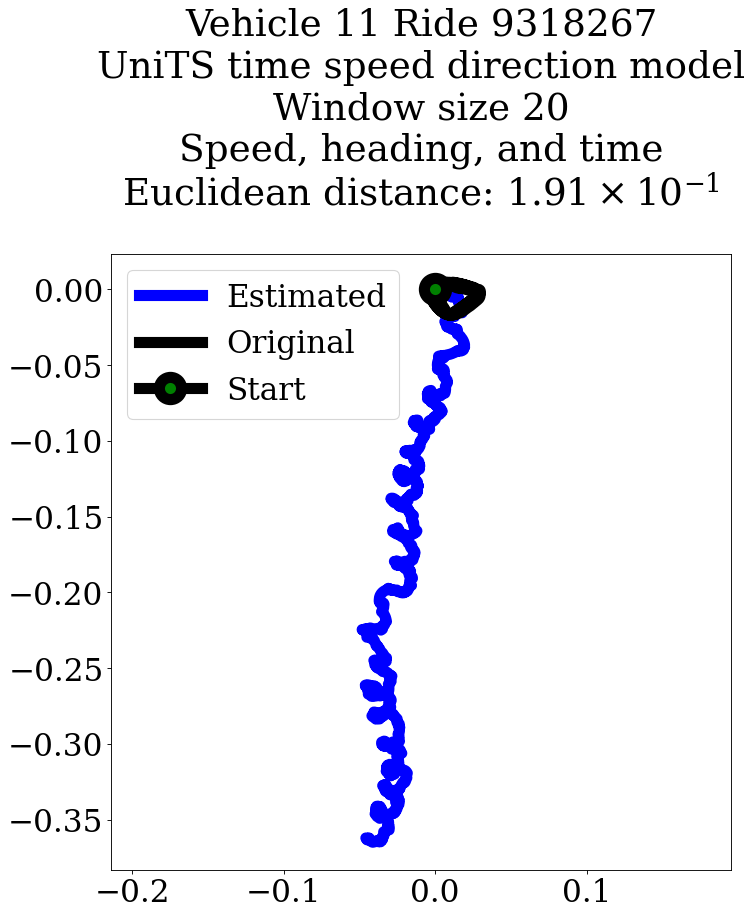 Vehicle 11 Ride 9318267
UniTS time speed direction model
Window size 20
Speed, heading, and time
Euclidean distance: 1.91 × 10⁻¹
Estimated
Original
Start
0.00
−0.05
−0.10
−0.15
−0.20
−0.25
−0.30
−0.35
−0.2
−0.1
0.0
0.1